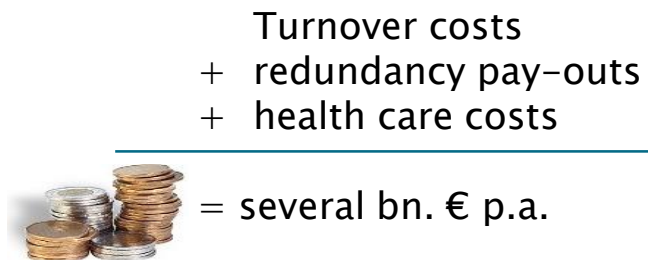 Turnover costs
+ redundancy pay-outs
+ health care costs
= several bn. € p.a.